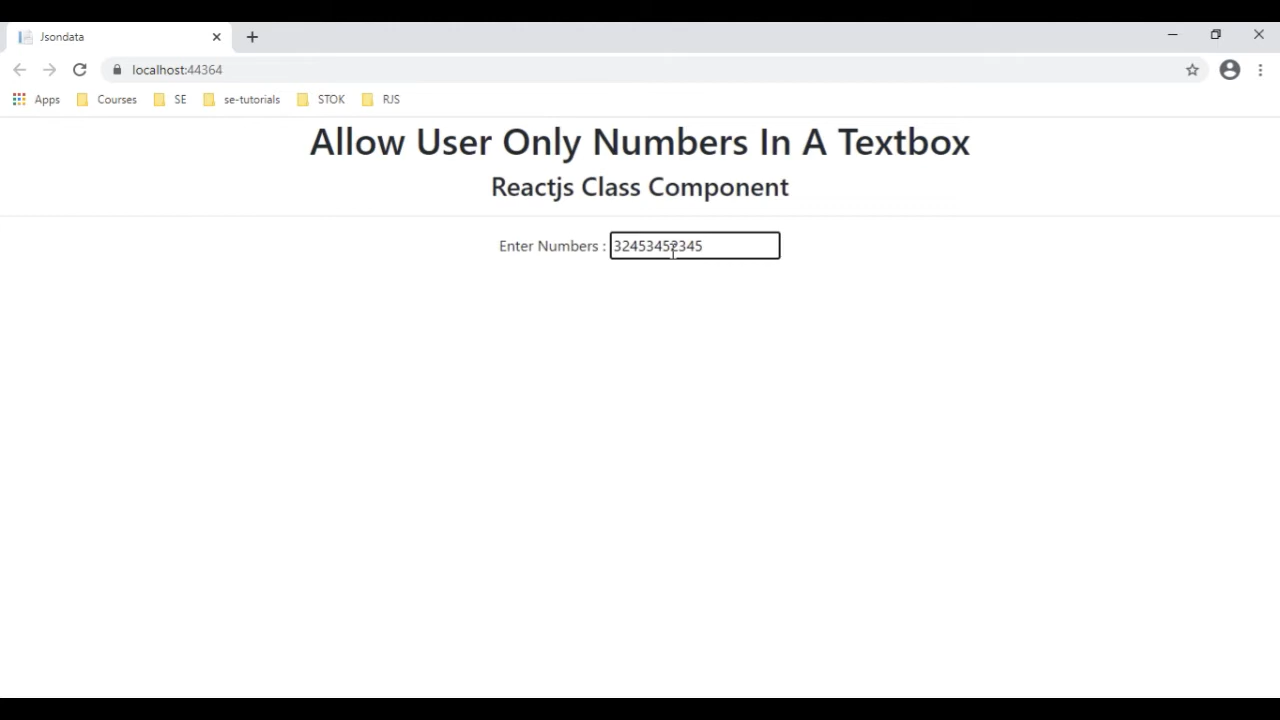 Jsondata
localhost:44364
Apps Courses SE se-tutorials STOK RJS
Allow User Only Numbers In A Textbox
Reactjs Class Component
Enter Numbers : 32453452345